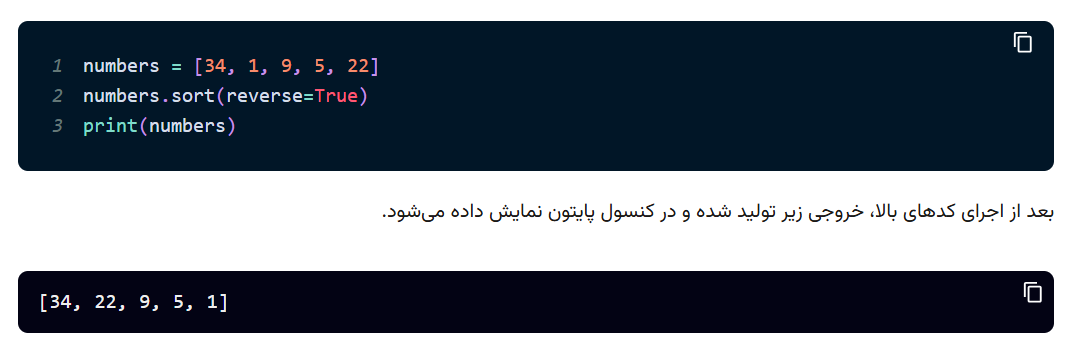 1 numbers = [34, 1, 9, 5, 22]
2 numbers.sort(reverse=True)
3 print(numbers)
بعد از اجرای کدهای بالا، خروجی زیر تولید شده و در کنسول پایتون نمایش داده می‌شود.
[34, 22, 9, 5, 1]